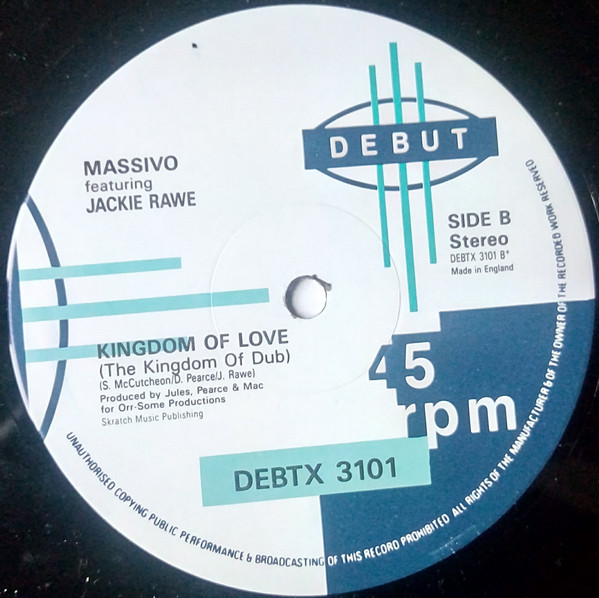 DEBUT
MASSIVO
featuring
JACKIE RAWE
SIDE B
Stereo
DEBTX 3101 B+
Made in England
KINGDOM OF LOVE
(The Kingdom Of Dub)
(S. McCutcheon/D. Pearce/J. Rawe)
Produced by Jules, Pearce & Mac
for Orr-Some Productions
Skratch Music Publishing
45
rpm
DEBTX 3101
UNAUTHORISED COPYING PUBLIC PERFORMANCE & BROADCASTING OF THIS RECORD PROHIBITED ALL RIGHTS OF THE MANUFACTURER & OF THE OWNER OF THE RECORDED WORK RESERVED